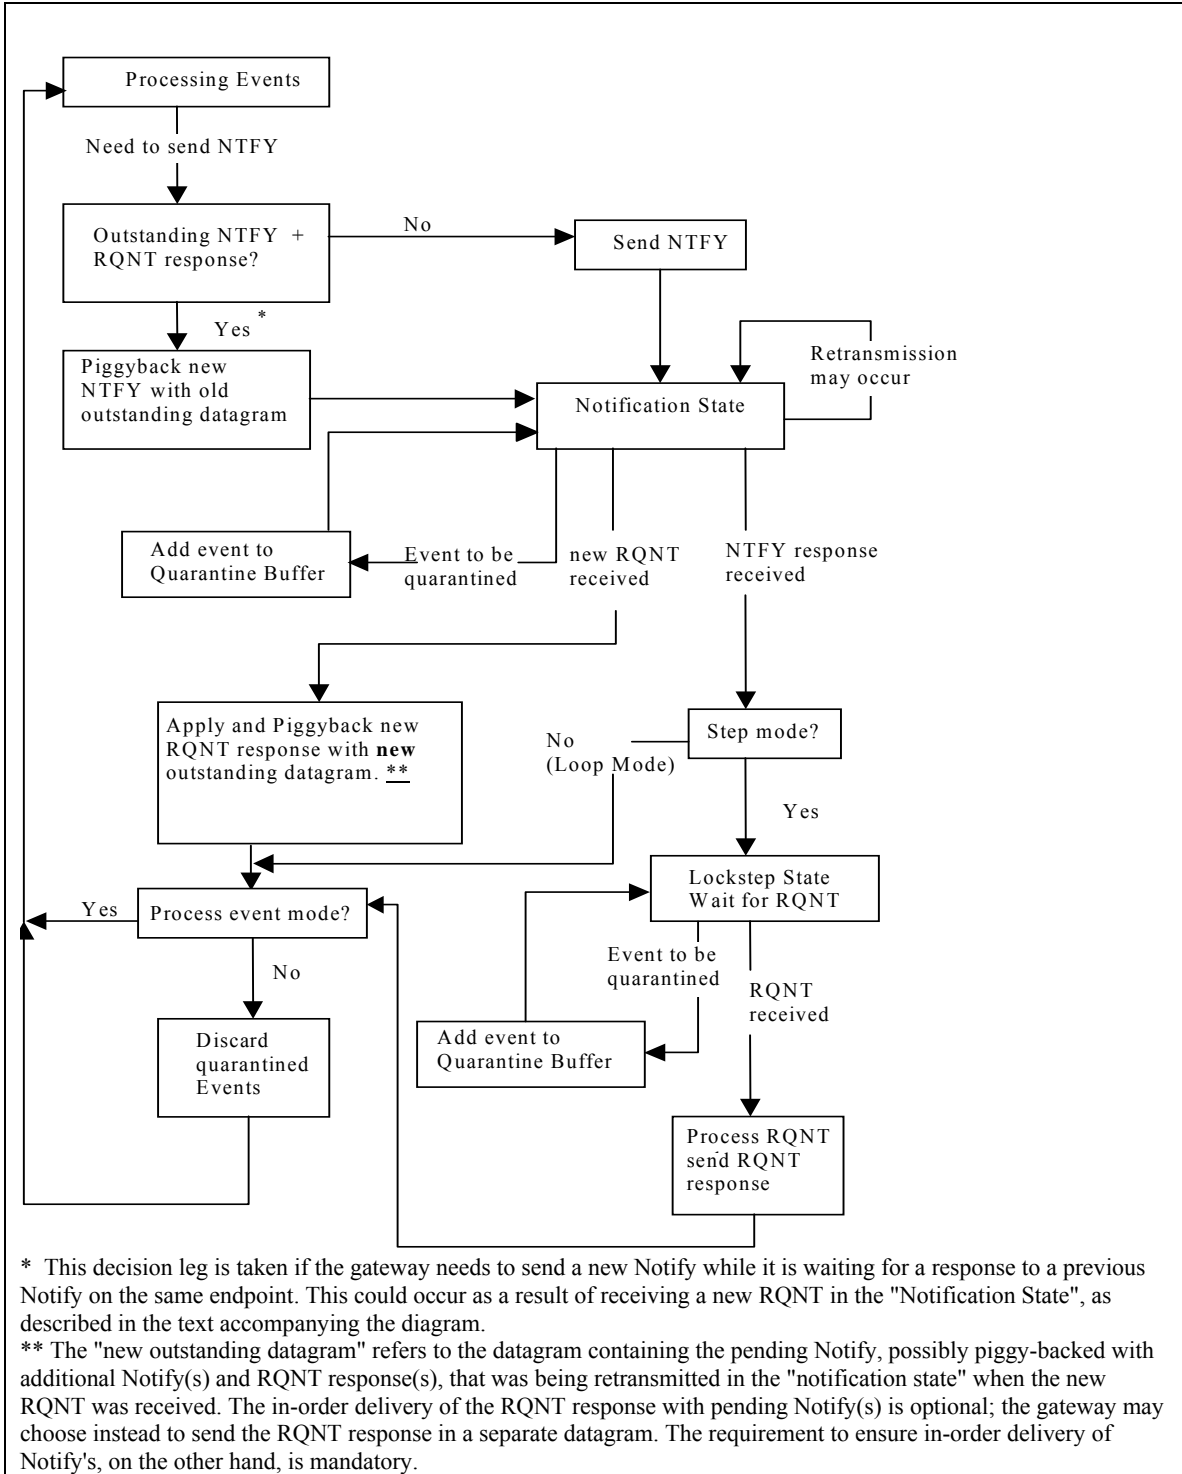 Processing Events
Need to send NTFY
Outstanding NTFY +
RQNT response?
No
Send NTFY
Yes *
Piggyback new
NTFY with old
outstanding datagram
Notification State
Retransmission
may occur
Add event to
Quarantine Buffer
Event to be
quarantined
new RQNT
received
NTFY response
received
Apply and Piggyback new
RQNT response with new
outstanding datagram. **
No
(Loop Mode)
Step mode?
Yes
Lockstep State
Wait for RQNT
Yes
Process event mode?
No
Event to be
quarantined
RQNT
received
Discard
quarantined
Events
Add event to
Quarantine Buffer
Process RQNT
send RQNT
response
* This decision leg is taken if the gateway needs to send a new Notify while it is waiting for a response to a previous
Notify on the same endpoint. This could occur as a result of receiving a new RQNT in the "Notification State", as
described in the text accompanying the diagram.
** The "new outstanding datagram" refers to the datagram containing the pending Notify, possibly piggy-backed with
additional Notify(s) and RQNT response(s), that was being retransmitted in the "notification state" when the new
RQNT was received. The in-order delivery of the RQNT response with pending Notify(s) is optional; the gateway may
choose instead to send the RQNT response in a separate datagram. The requirement to ensure in-order delivery of
Notify's, on the other hand, is mandatory.